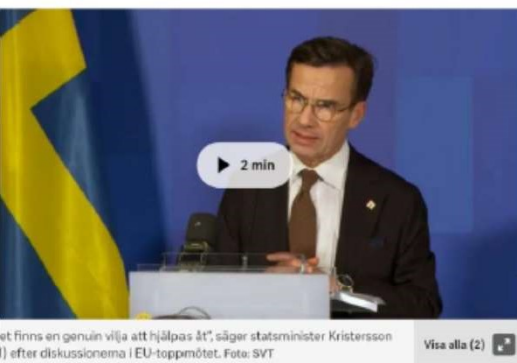 2 min
et finns en genuin vilja att hjälpas åt", säger statsminister Kristersson
) efter diskussionerna i EU-toppmötet. Foto: SVT
Visa alla (2)